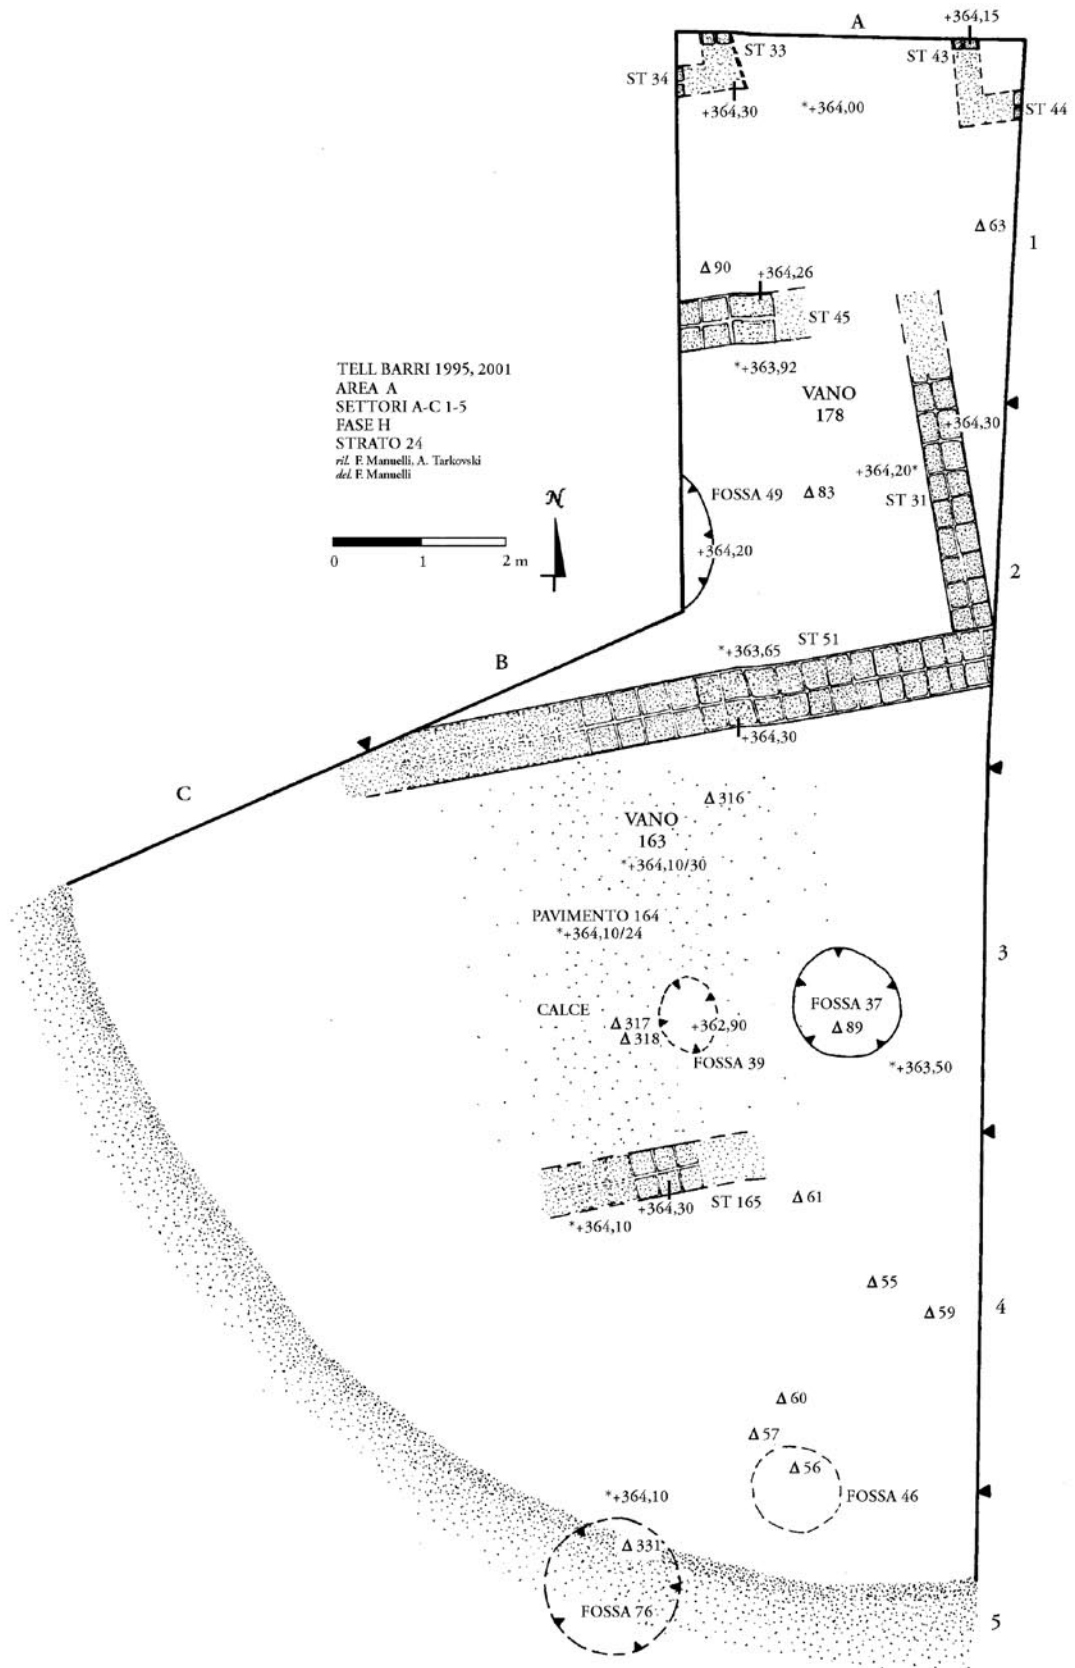 A
+364,15
ST 33
ST 43
ST 34
+364,30
*+364,00
ST 44
Δ 63
1
Δ 90
+364,26
ST 45
*+363,92
TELL BARRI 1995, 2001
AREA A
SETTORI A-C 1-5
FASE H
STRATO 24
ril. F. Manuelli, A. Tarkovski
del. F. Manuelli
VANO
178
+364,30
+364,20*
ST 31
N
FOSSA 49
Δ 83
+364,20
0 1 2 m
2
ST 51
*+363,65
B
+364,30
C
Δ 316
VANO
163
*+364,10/30
PAVIMENTO 164
*+364,10/24
3
CALCE
Δ 317
Δ 318
+362,90
FOSSA 39
FOSSA 37
Δ 89
*+363,50
+364,30
ST 165
Δ 61
*+364,10
Δ 55
Δ 59
4
Δ 60
Δ 57
Δ 56
FOSSA 46
*+364,10
Δ 331
FOSSA 76
5